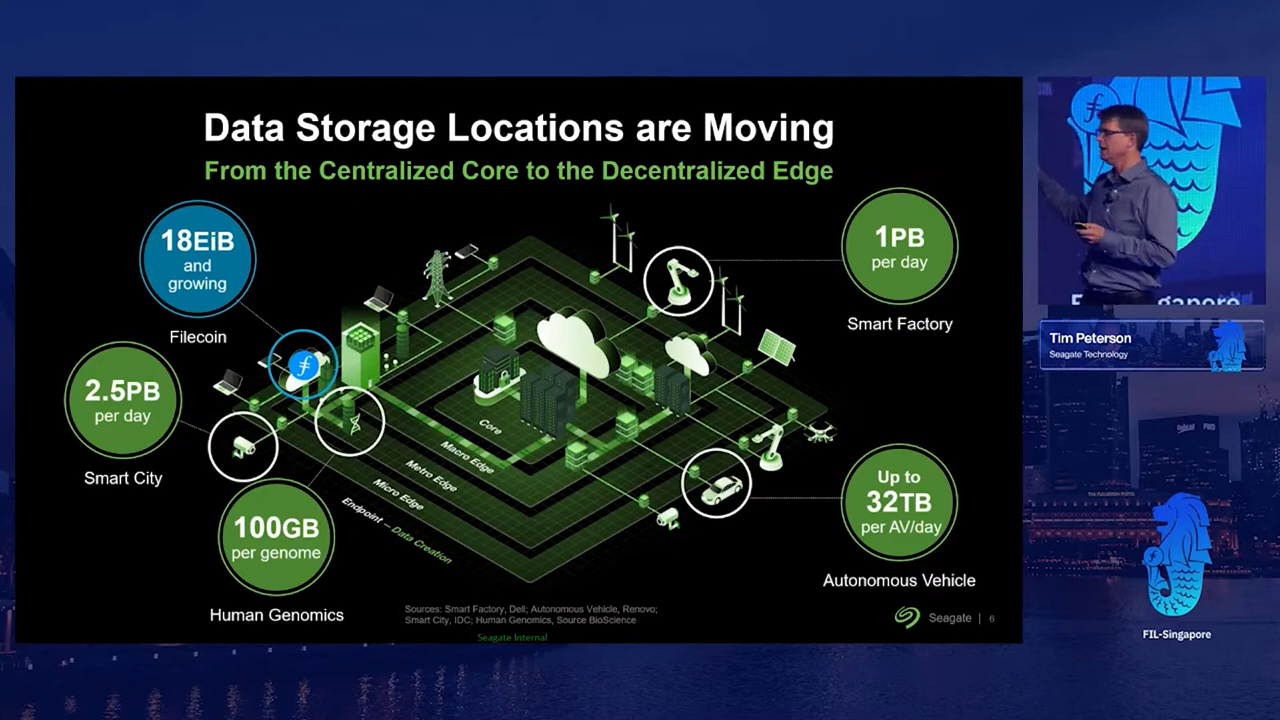 Data Storage Locations are Moving
From the Centralized Core to the Decentralized Edge
18EiB
and
growing
Filecoin
2.5PB
per day
Smart City
100GB
per genome
Human Genomics
1PB
per day
Smart Factory
Up to
32TB
per AV/day
Autonomous Vehicle
Core
Macro Edge
Metro Edge
Micro Edge
Endpoint – Data Creation
Sources: Smart Factory, Dell; Autonomous Vehicle, Renovo;
Smart City, IDC; Human Genomics, Source BioScience
Seagate Internal
Seagate | 6
Tim Peterson
Seagate Technology
FIL-Singapore